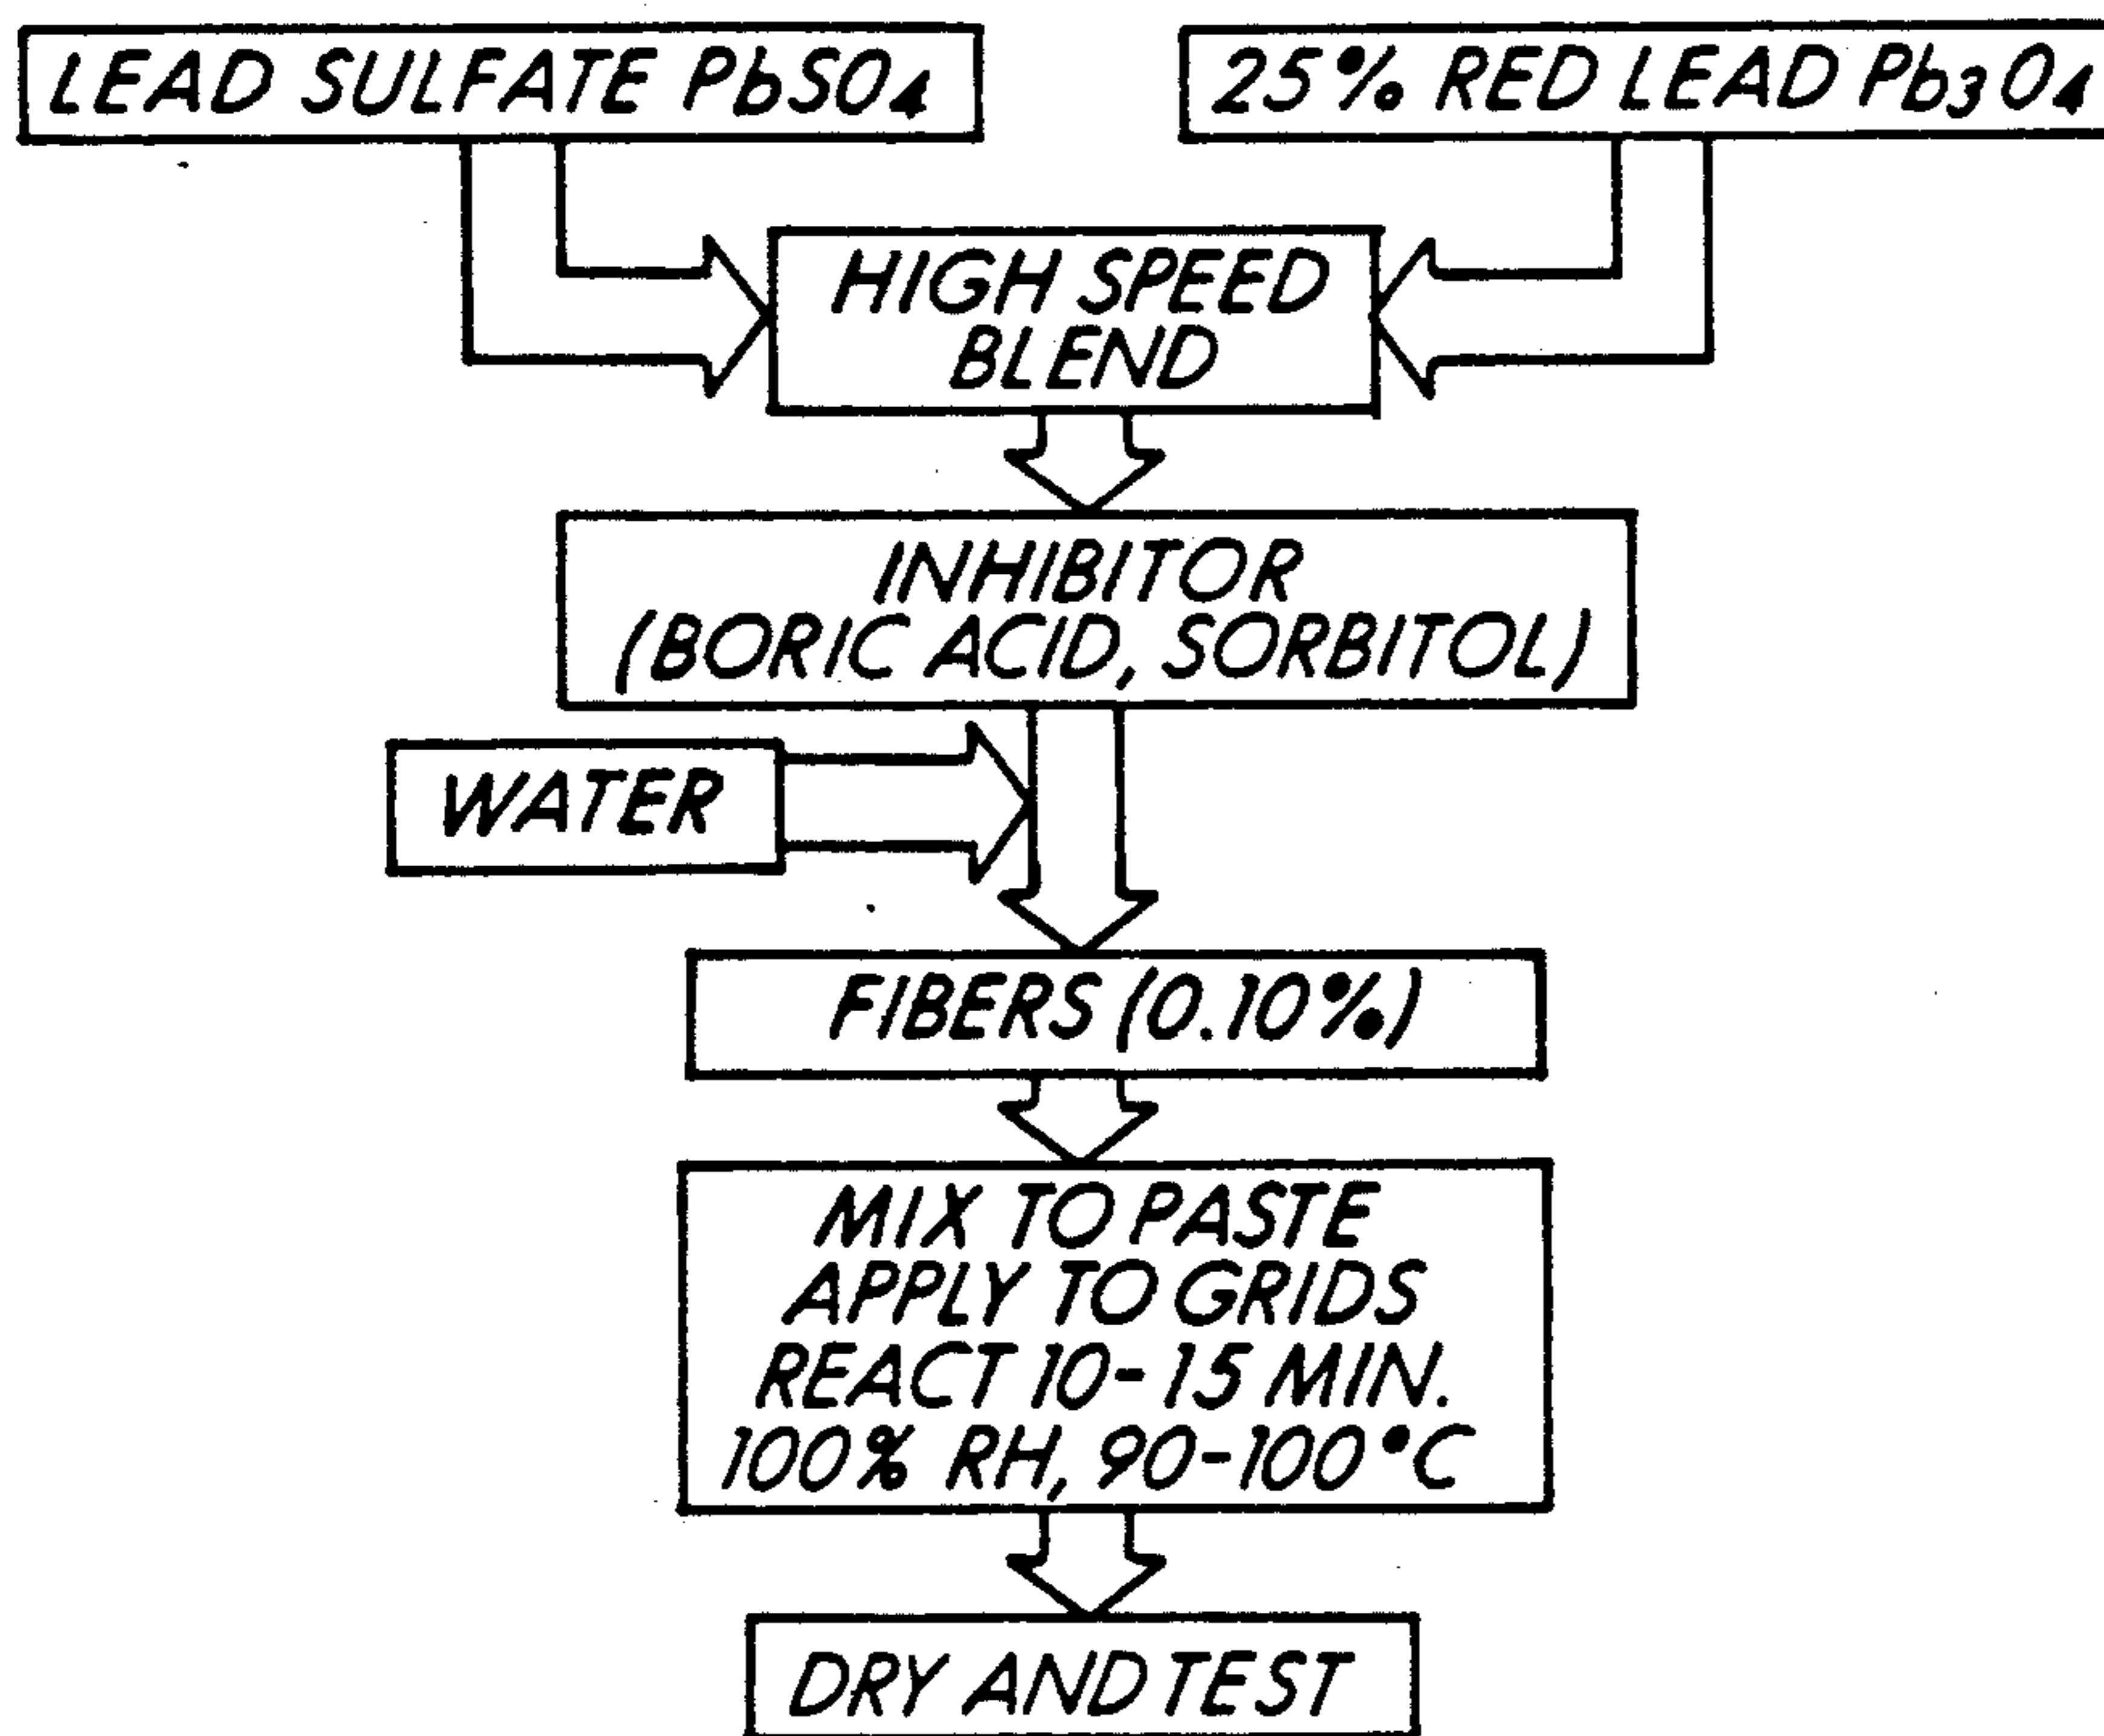 LEAD SULFATE PbSO4
25% RED LEAD Pb3O4
HIGH SPEED
BLEND
INHIBITOR
(BORIC ACID, SORBITOL)
WATER
FIBERS (0.10%)
MIX TO PASTE
APPLY TO GRIDS
REACT 10-15 MIN.
100% RH, 90-100°C
DRY AND TEST